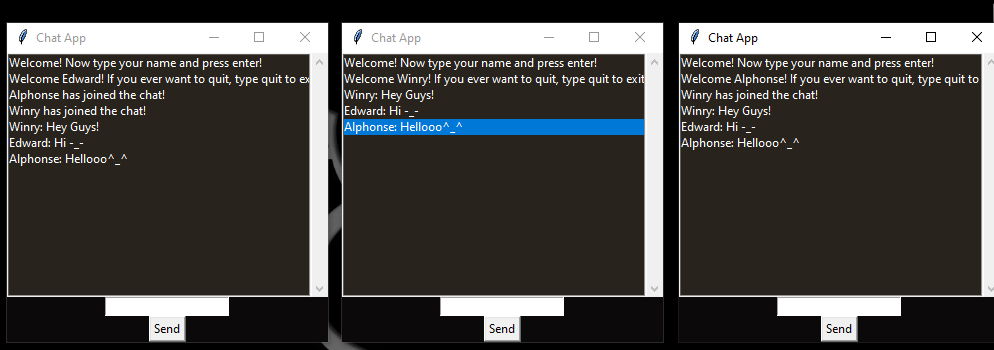 Chat App
Welcome! Now type your name and press enter!
Welcome Edward! If you ever want to quit, type quit to ex
Alphonse has joined the chat!
Winry has joined the chat!
Winry: Hey Guys!
Edward: Hi -_-
Alphonse: Hellooo^_^
Send
Chat App
Welcome! Now type your name and press enter!
Welcome Winry! If you ever want to quit, type quit to exit
Winry: Hey Guys!
Edward: Hi -_-
Alphonse: Hellooo^_^
Send
Chat App
Welcome! Now type your name and press enter!
Welcome Alphonse! If you ever want to quit, type quit to
Winry has joined the chat!
Winry: Hey Guys!
Edward: Hi -_-
Alphonse: Hellooo^_^
Send